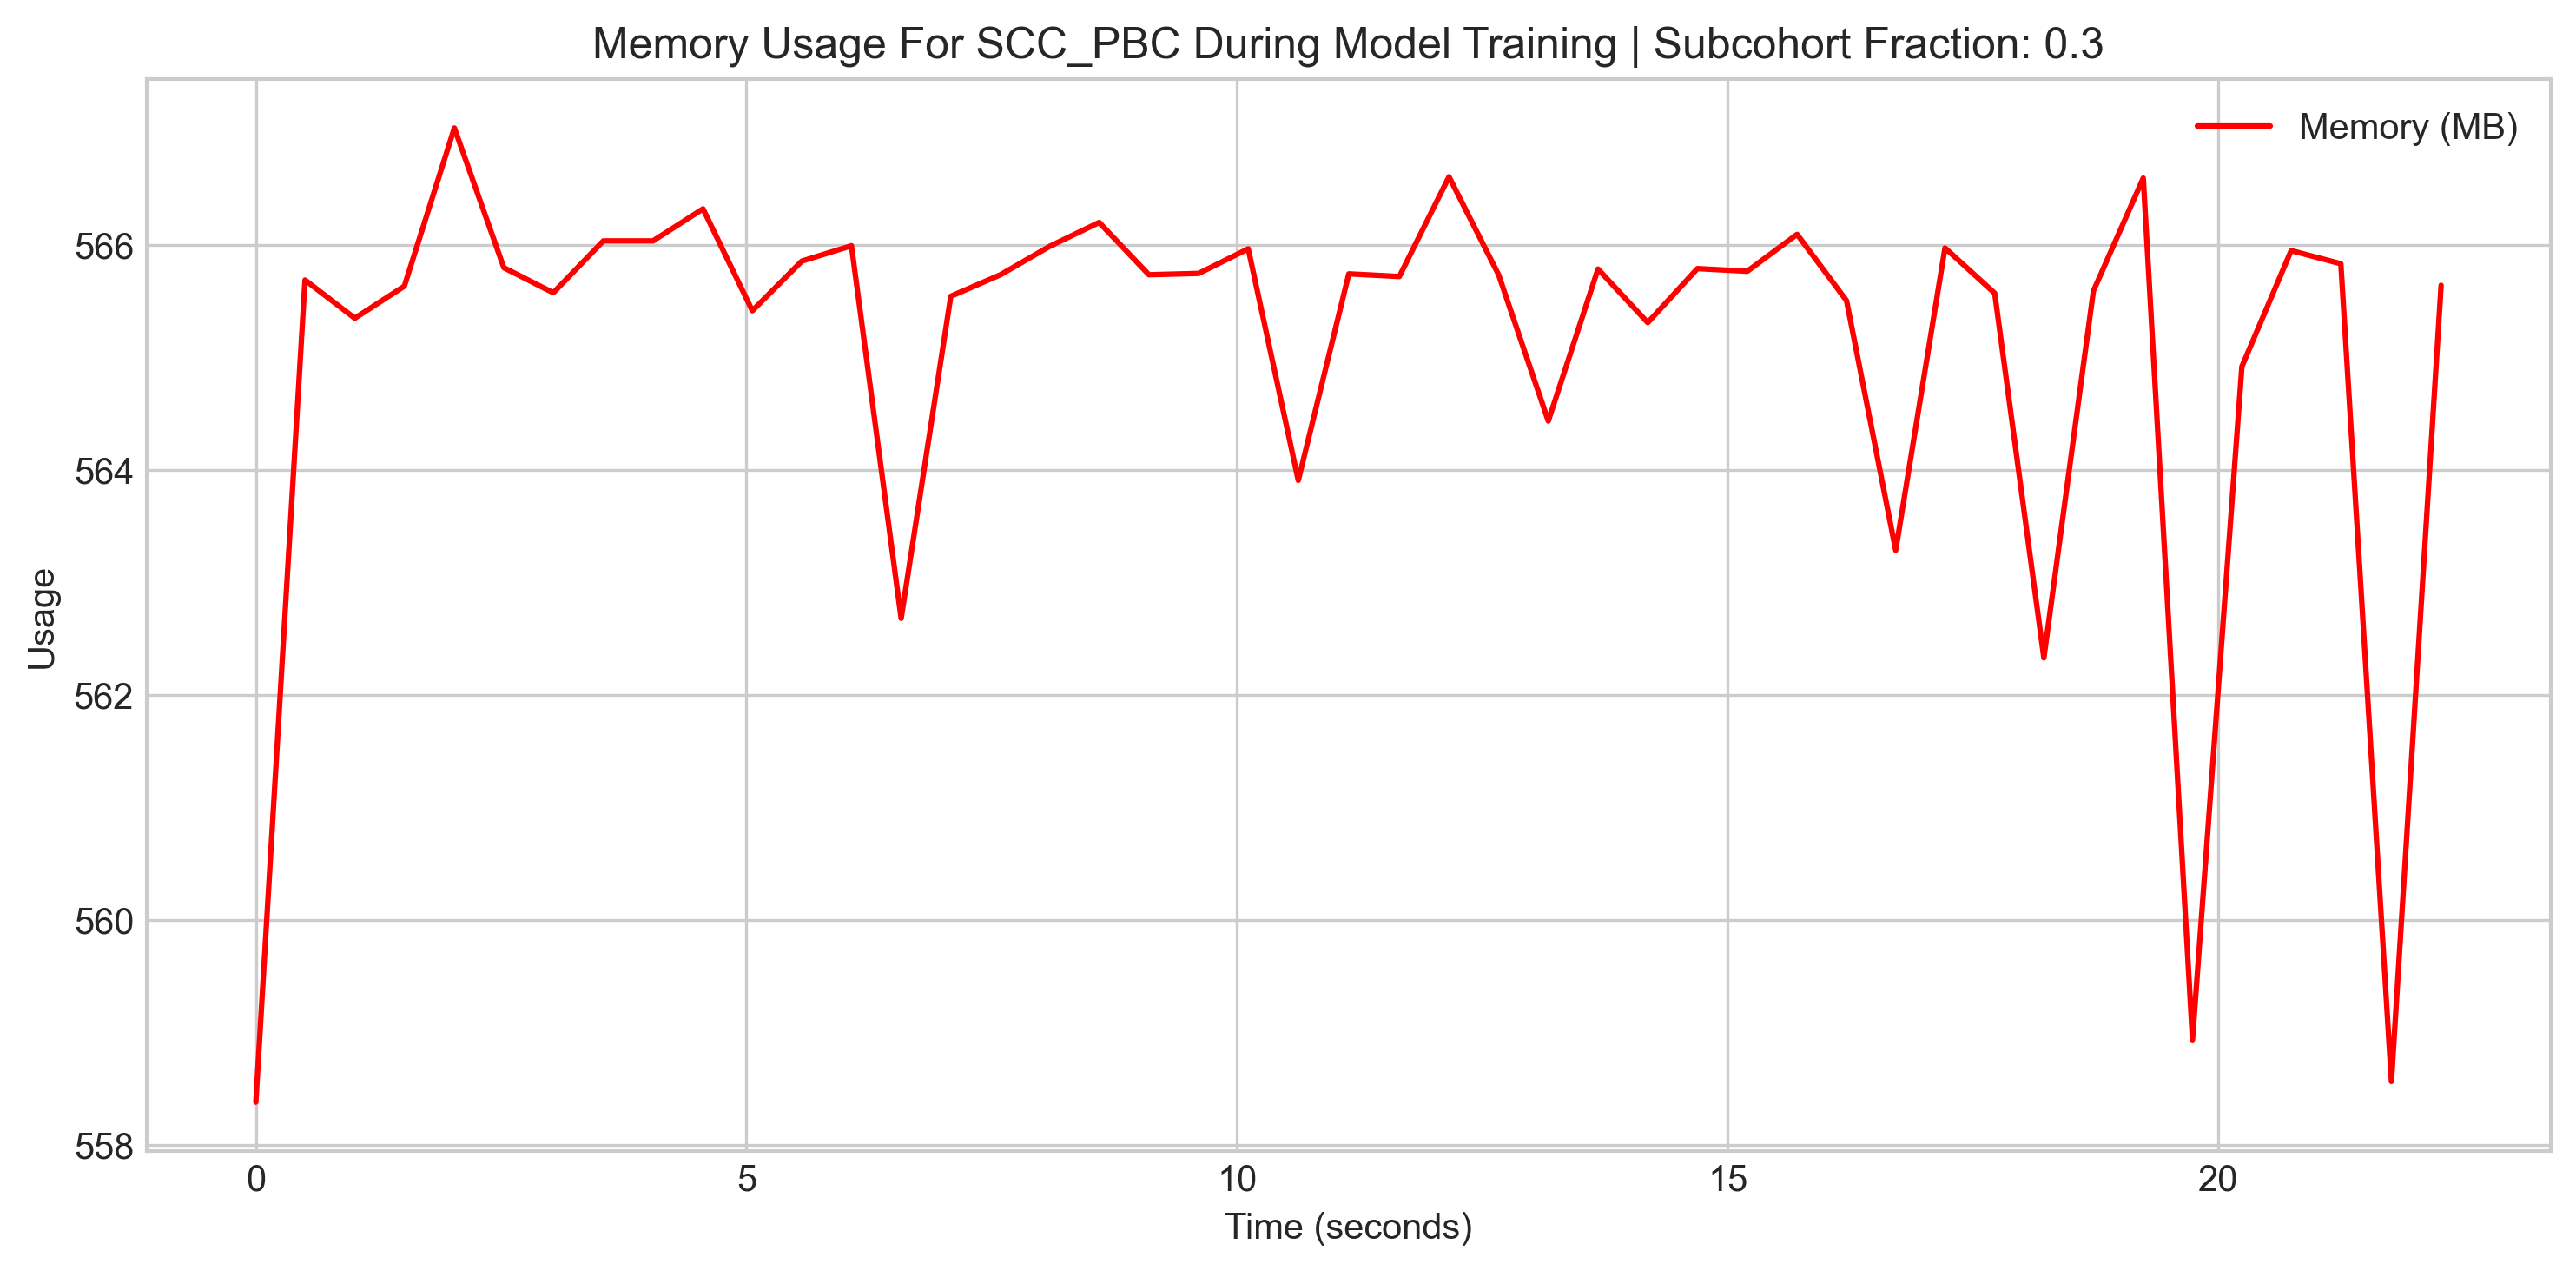 Memory Usage For SCC_PBC During Model Training | Subcohort Fraction: 0.3
Memory (MB)
566
564
562
560
558
Usage
0 5 10 15 20
Time (seconds)